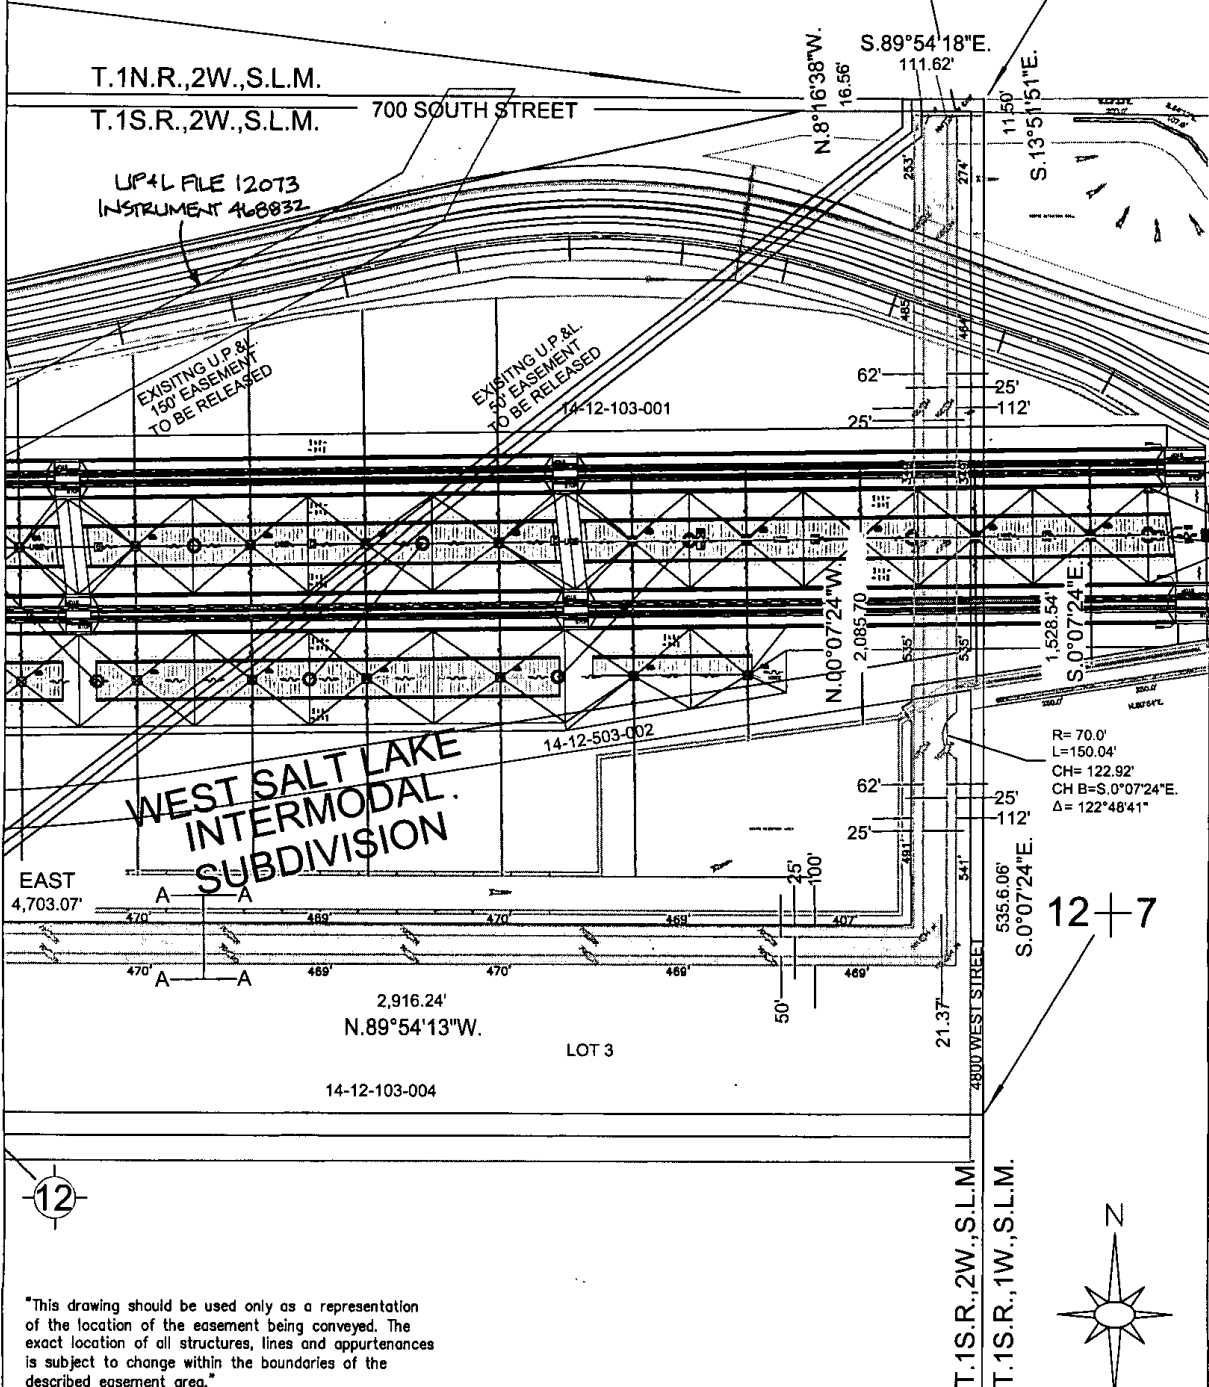 S.89°54'18"E.
111.62'
N.8°16'38"W.
16.56'
11.50'
S.13°51'51"E.
T.1N.R.,2W.,S.L.M.
700 SOUTH STREET
T.1S.R.,2W.,S.L.M.
UP&L FILE 12073
INSTRUMENT 468832
253'
274'
485'
464'
EXISITNG U.P.&L.
150' EASEMENT
TO BE RELEASED
EXISITNG U.P.&L.
50' EASEMENT
TO BE RELEASED
14-12-103-001
62'
25'
112'
25'
N.0°07'24"W.
2,085.70
535'
535'
1,528.54'
S.0°07'24"E.
14-12-503-002
R= 70.0'
L=150.04'
CH= 122.92'
CH B=S.0°07'24"E.
Δ= 122°48'41"
WEST SALT LAKE
INTERMODAL.
SUBDIVISION
62'
25'
112'
25'
491'
541'
25'
100'
EAST
4,703.07'
A A
470' 469' 470' 469' 407'
535.6.06'
S.0°07'24"E.
12 7
470' 469' 470' 469' 469'
A A
50'
21.37'
2,916.24'
N.89°54'13"W.
LOT 3
4800 WEST STREET
14-12-103-004
12
T.1S.R.,2W.,S.L.M.
T.1S.R.,1W.,S.L.M.
N
"This drawing should be used only as a representation
of the location of the easement being conveyed. The
exact location of all structures, lines and appurtenances
is subject to change within the boundaries of the
described easement area."